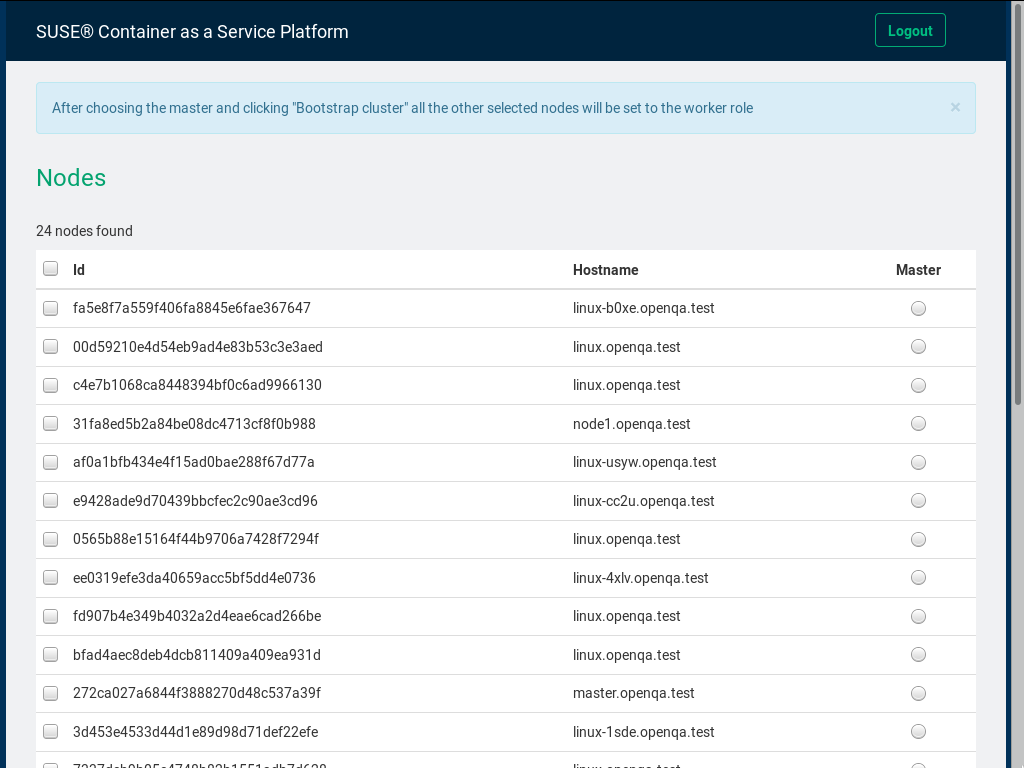 SUSE® Container as a Service Platform
Logout
After choosing the master and clicking "Bootstrap cluster" all the other selected nodes will be set to the worker role ×
Nodes
24 nodes found
Id Hostname Master
fa5e8f7a559f406fa8845e6fae367647 linux-b0xe.openqa.test
00d59210e4d54eb9ad4e83b53c3e3aed linux.openqa.test
c4e7b1068ca8448394bf0c6ad9966130 linux.openqa.test
31fa8ed5b2a84be08dc4713cf8f0b988 node1.openqa.test
af0a1bfb434e4f15ad0bae288f67d77a linux-usyw.openqa.test
e9428ade9d70439bbcfec2c90ae3cd96 linux-cc2u.openqa.test
0565b88e15164f44b9706a7428f7294f linux.openqa.test
ee0319efe3da40659acc5bf5dd4e0736 linux-4xlv.openqa.test
fd907b4e349b4032a2d4eae6cad266be linux.openqa.test
bfad4aec8deb4dcb811409a409ea931d linux.openqa.test
272ca027a6844f3888270d48c537a39f master.openqa.test
3d453e4533d44d1e89d98d71def22efe linux-1sde.openqa.test
linux.openqa.test